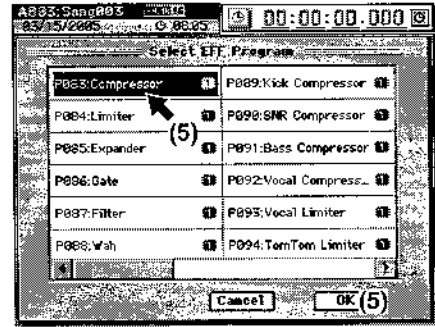 A003:Song003
03/15/2005 08:05
00:00:00.000
Select EFF Program
P083:Compressor
P084:Limiter
P085:Expander
P086:Gate
P087:Filter
P088:Wah
P089:Kick Compressor
P090:SNR Compressor
P091:Bass Compressor
P092:Vocal Compress..
P093:Vocal Limiter
P094:TomTom Limiter
(5)
Cancel
OK (5)